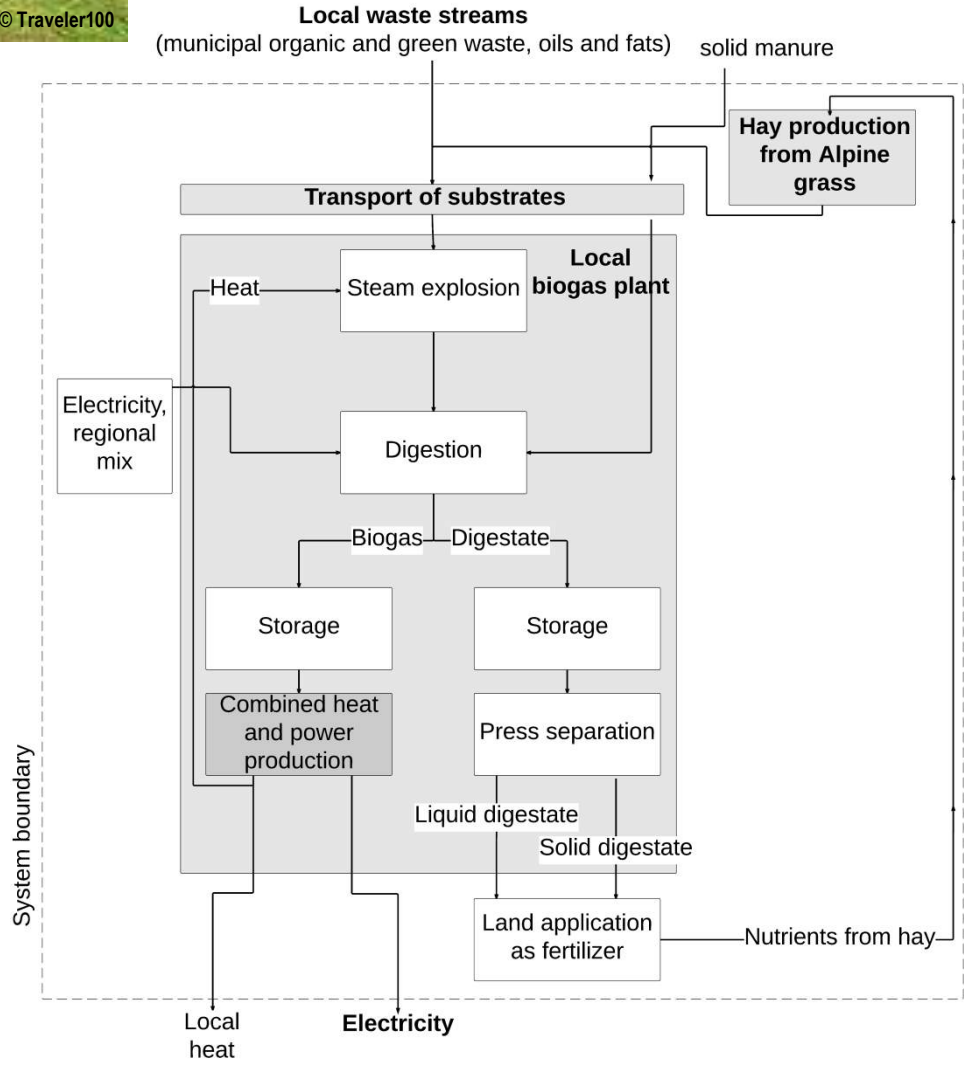 © Traveler100
Local waste streams
(municipal organic and green waste, oils and fats)
solid manure
Hay production
from Alpine
grass
Transport of substrates
Local
biogas plant
Heat
Steam explosion
Electricity,
regional
mix
Digestion
Biogas
Digestate
Storage
Storage
Combined heat
and power
production
Press separation
Liquid digestate
Solid digestate
System boundary
Land application
as fertilizer
Nutrients from hay
Local
heat
Electricity